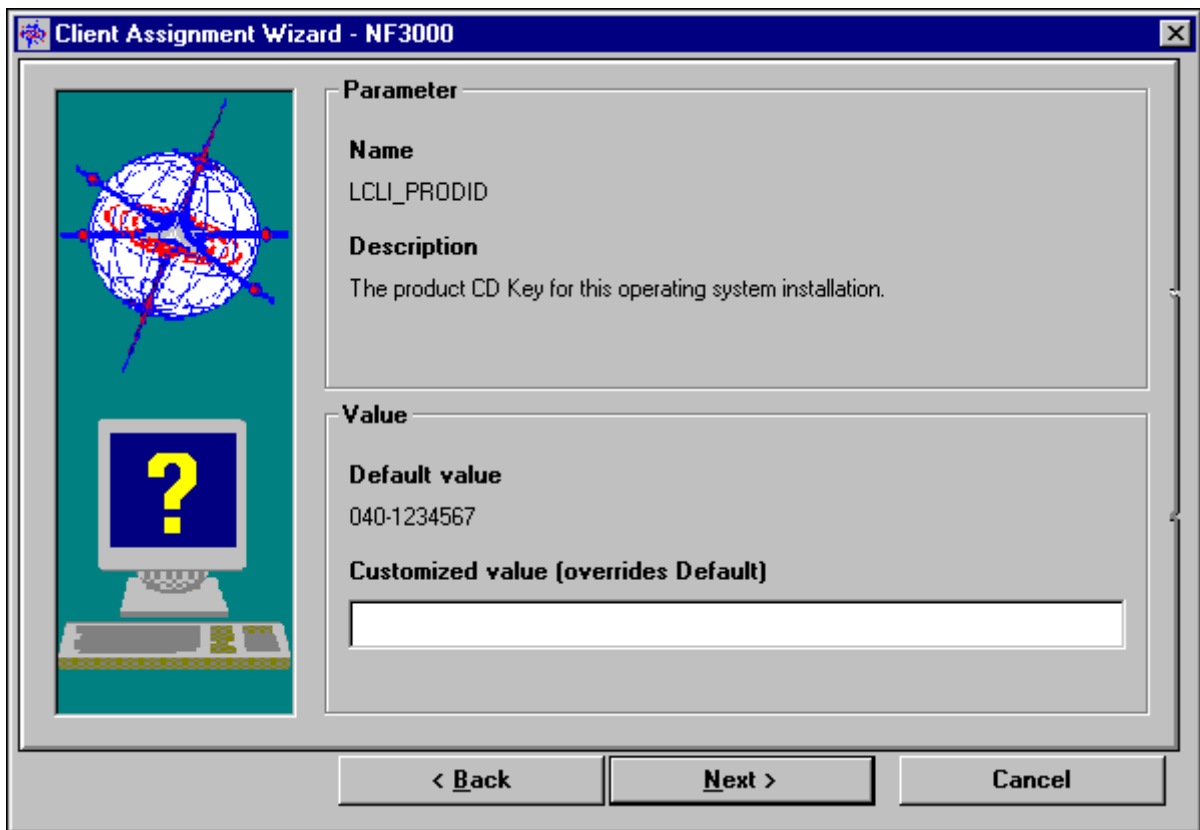 Client Assignment Wizard - NF3000
Parameter
Name
LCLI_PRODID
Description
The product CD Key for this operating system installation.
Value
Default value
040-1234567
Customized value (overrides Default)
?
< Back
Next >
Cancel